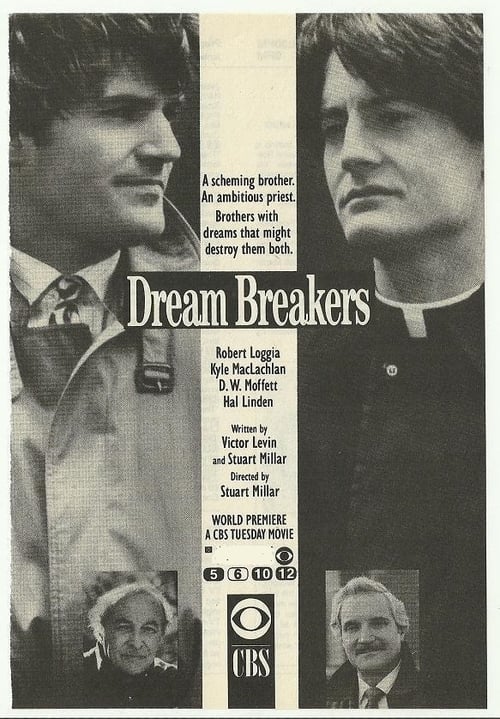 A scheming brother.
An ambitious priest.
Brothers with
dreams that might
destroy them both.
Dream Breakers
Robert Loggia
Kyle MacLachlan
D. W. Moffett
Hal Linden
Written by
Victor Levin
and Stuart Millar
Directed by
Stuart Millar
WORLD PREMIERE
A CBS TUESDAY MOVIE
5 6 10 12
CBS